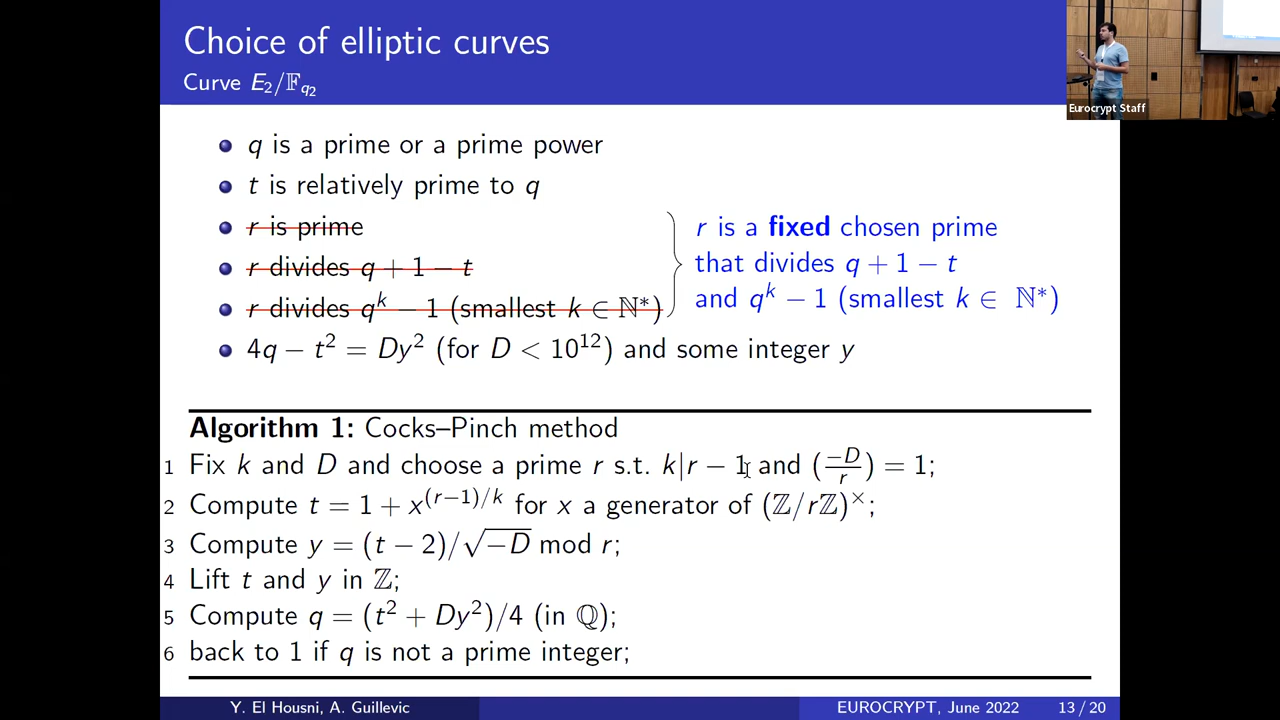 Choice of elliptic curves
Curve E₂/𝔽_{q₂}
Eurocrypt Staff
q is a prime or a prime power
t is relatively prime to q
r is prime
r divides q + 1 − t
r divides qᵏ − 1 (smallest k ∈ ℕ*)
r is a fixed chosen prime
that divides q + 1 − t
and qᵏ − 1 (smallest k ∈ ℕ*)
4q − t² = Dy² (for D < 10¹²) and some integer y
Algorithm 1: Cocks–Pinch method
1 Fix k and D and choose a prime r s.t. k|r − 1 and (−D/r) = 1;
2 Compute t = 1 + x^{(r−1)/k} for x a generator of (ℤ/rℤ)^×;
3 Compute y = (t − 2)/√−D mod r;
4 Lift t and y in ℤ;
5 Compute q = (t² + Dy²)/4 (in ℚ);
6 back to 1 if q is not a prime integer;
Y. El Housni, A. Guillevic
EUROCRYPT, June 2022
13 / 20